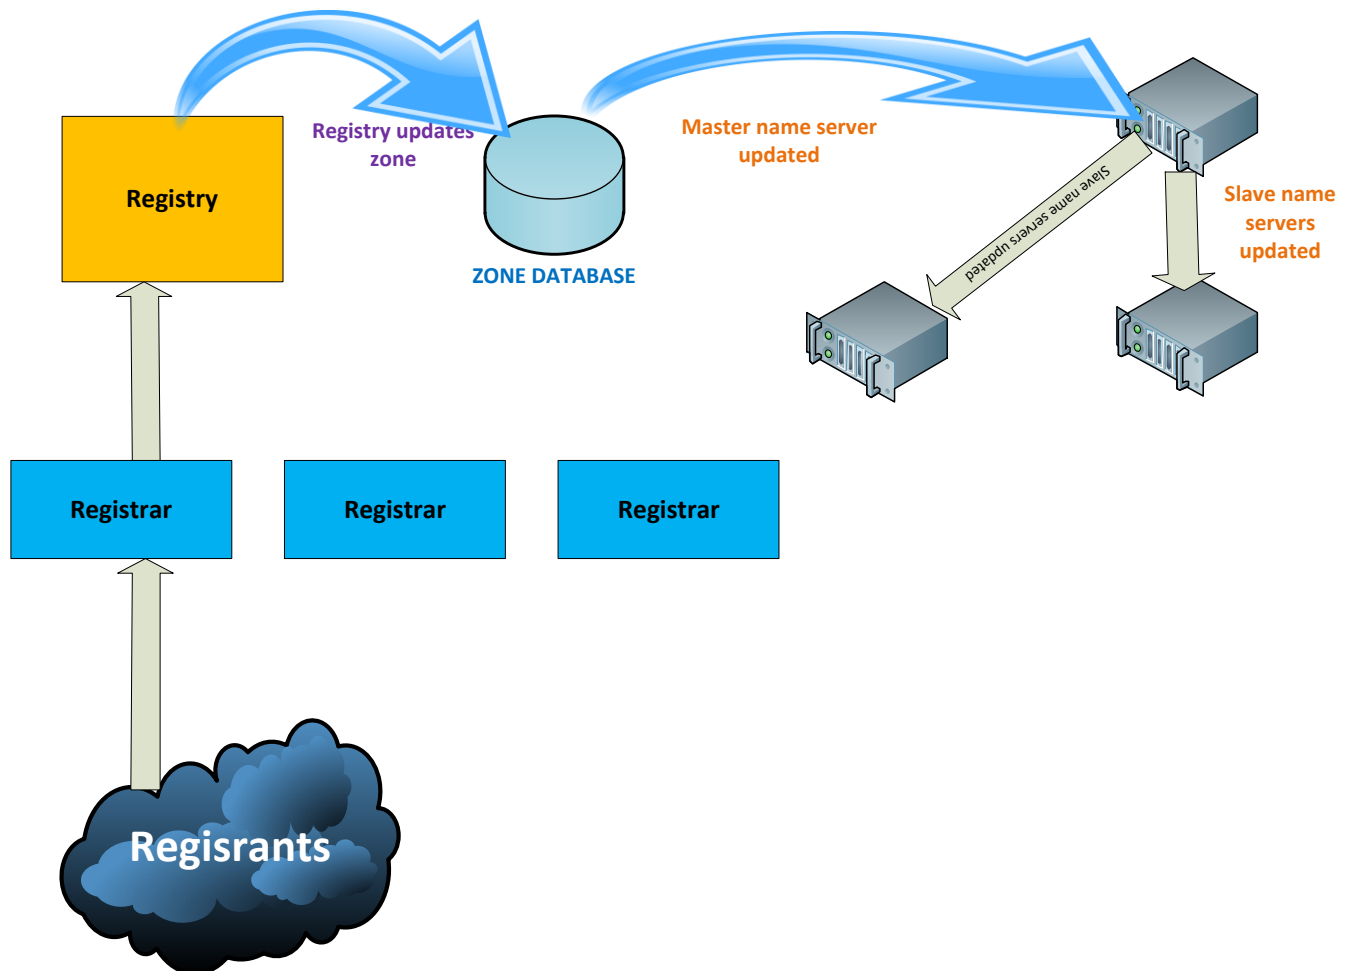 Registry updates
zone
Master name server
updated
Registry
Slave name servers updated
Slave name
servers
updated
ZONE DATABASE
Registrar
Registrar
Registrar
Regisrants